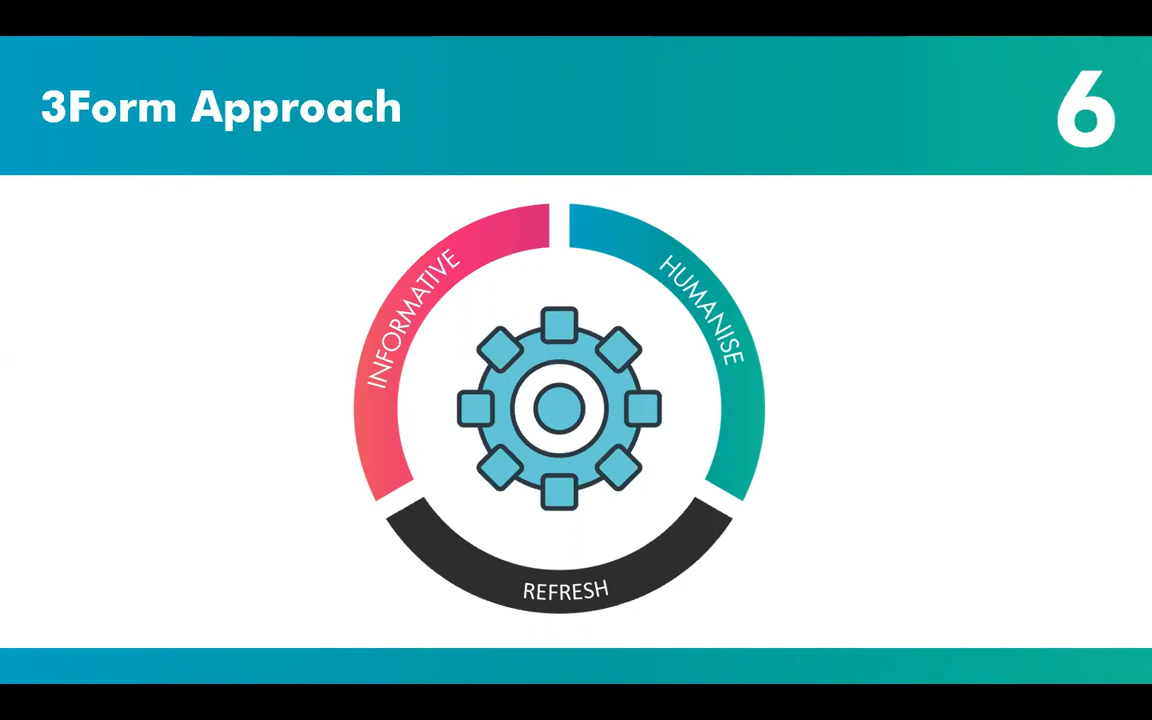 3Form Approach
6
INFORMATIVE
HUMANISE
REFRESH